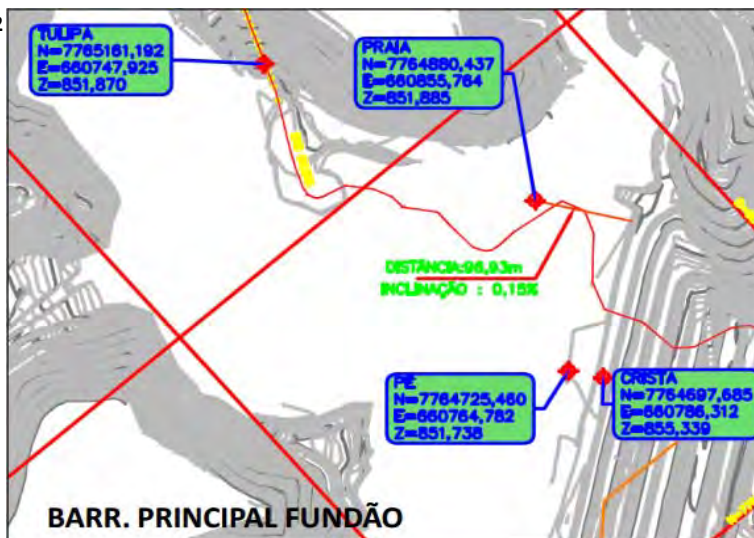 TULIPA
N=7765161,192
E=660747,925
Z=851,870
PRAIA
N=7764880,437
E=660855,764
Z=851,885
DISTÂNCIA:96,93m
INCLINAÇÃO : 0,15%
PÉ
N=7764725,460
E=660764,782
Z=851,738
CRISTA
N=7764697,685
E=660786,312
Z=855,339
BARR. PRINCIPAL FUNDÃO